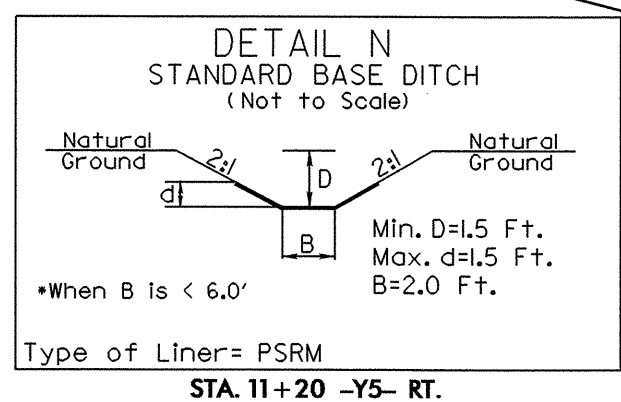 DETAIL N
STANDARD BASE DITCH
(Not to Scale)
Natural
Ground
2:1
D
2:1
Natural
Ground
d
B
Min. D=1.5 Ft.
Max. d=1.5 Ft.
B=2.0 Ft.
*When B is < 6.0'
Type of Liner= PSRM
STA. 11+20 -Y5- RT.